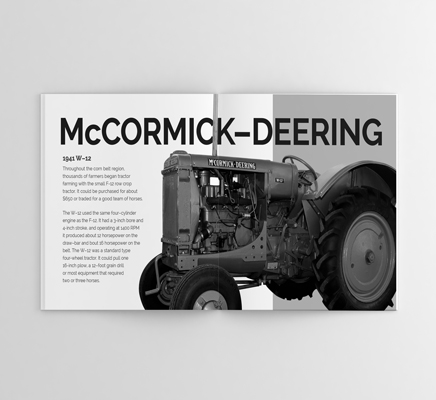 McCORMICK–DEERING
1941 W–12
Throughout the corn belt region,
thousands of farmers began tractor
farming with the small F-12 row crop
tractor. It could be purchased for about
$650 or traded for a good team of horses.
The W-12 used the same four-cylinder
engine as the F-12. It had a 3-inch bore and
4-inch stroke, and operating at 1400 RPM
it produced about 12 horsepower on the
draw-bar and bout 16 horsepower on the
belt. The W-12 was a standard type
four-wheel tractor. It could pull one
16-inch plow, a 12-foot grain drill
or most equipment that required
two or three horses.
McCORMICK-DEERING